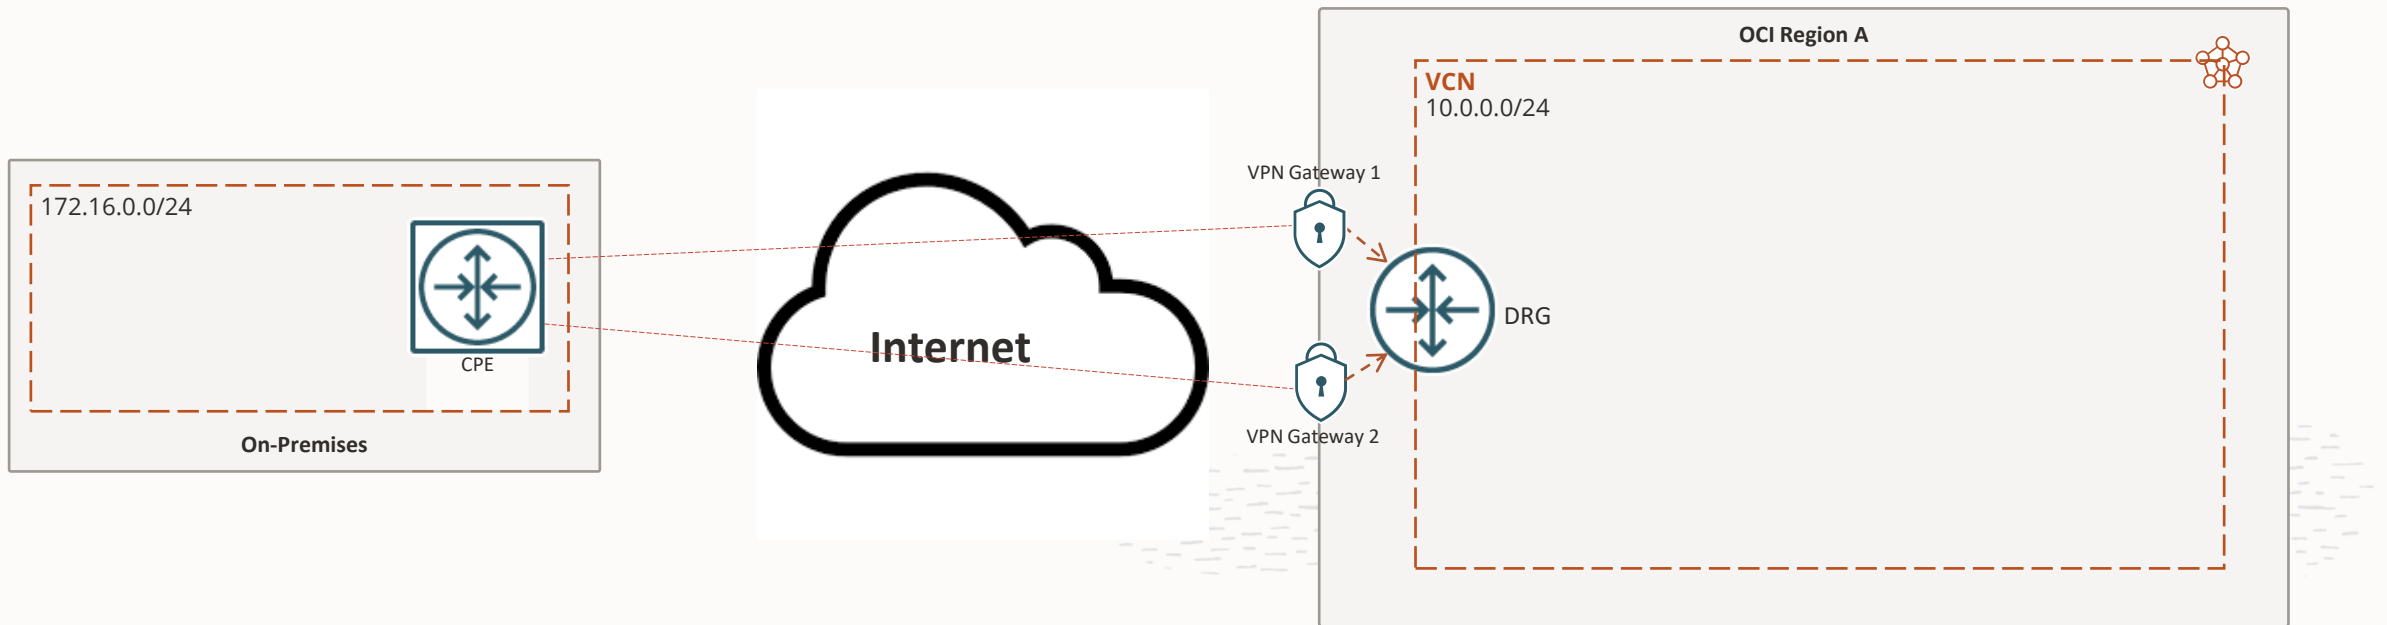 OCI Region A
VCN
10.0.0.0/24
VPN Gateway 1
172.16.0.0/24
DRG
Internet
CPE
VPN Gateway 2
On-Premises